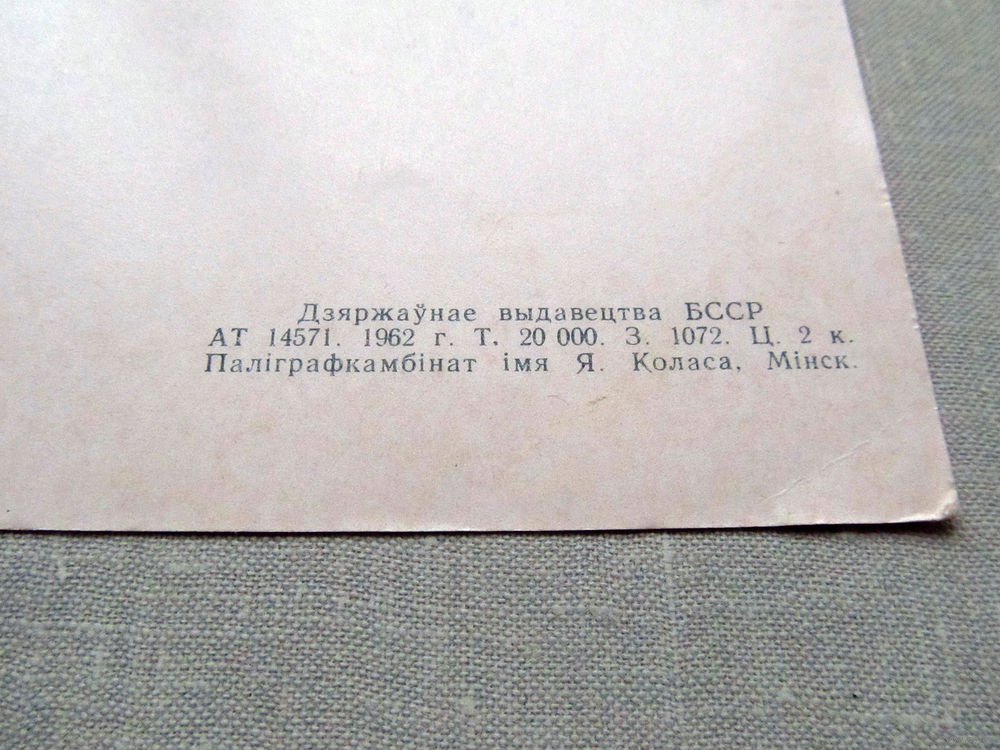 Дзяржаўнае выдавецтва БССР
АТ 14571. 1962 г. Т. 20 000. З. 1072. Ц. 2 к.
Паліграфкамбінат імя Я. Коласа, Мінск.